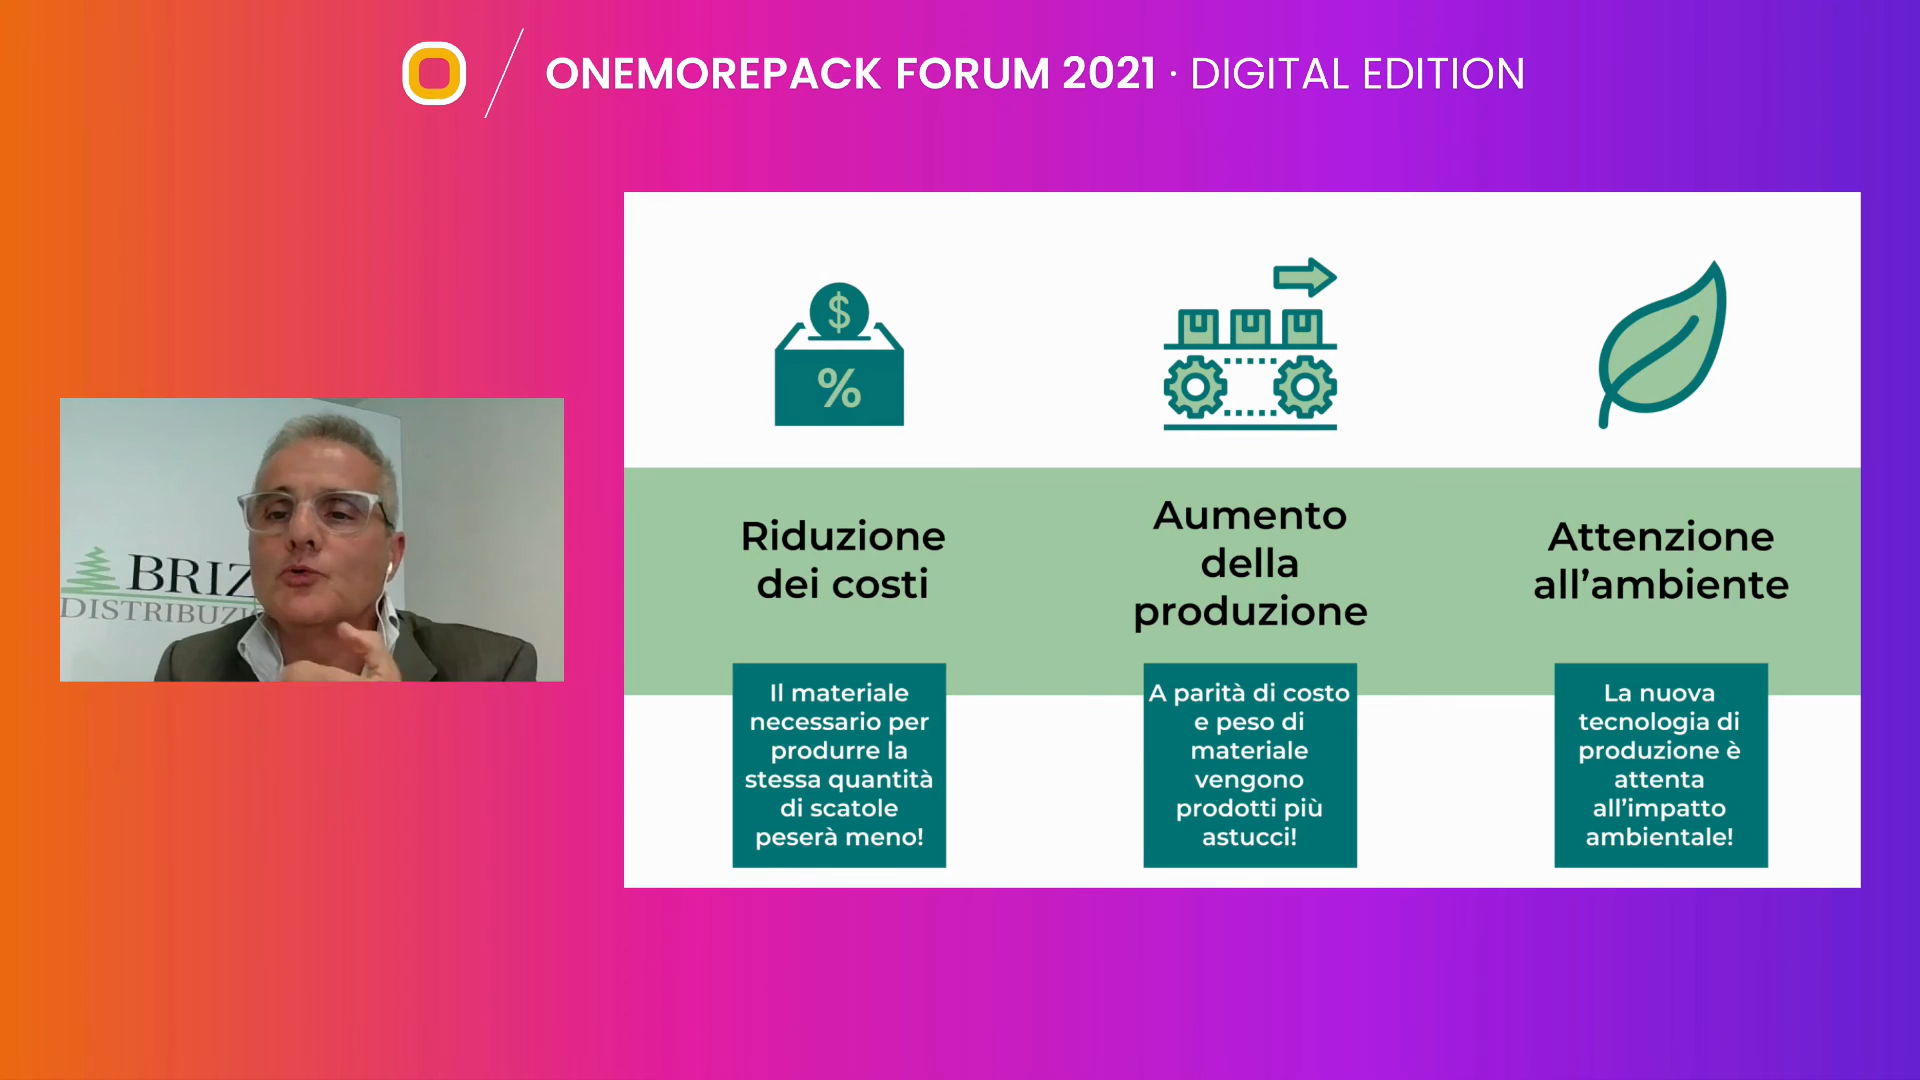 ONEMOREPACK FORUM 2021 · DIGITAL EDITION
BRIZ
DISTRIBUZI
$
%
Riduzione
dei costi
Il materiale
necessario per
produrre la
stessa quantità
di scatole
peserà meno!
Aumento
della
produzione
A parità di costo
e peso di
materiale
vengono
prodotti più
astucci!
Attenzione
all’ambiente
La nuova
tecnologia di
produzione è
attenta
all’impatto
ambientale!